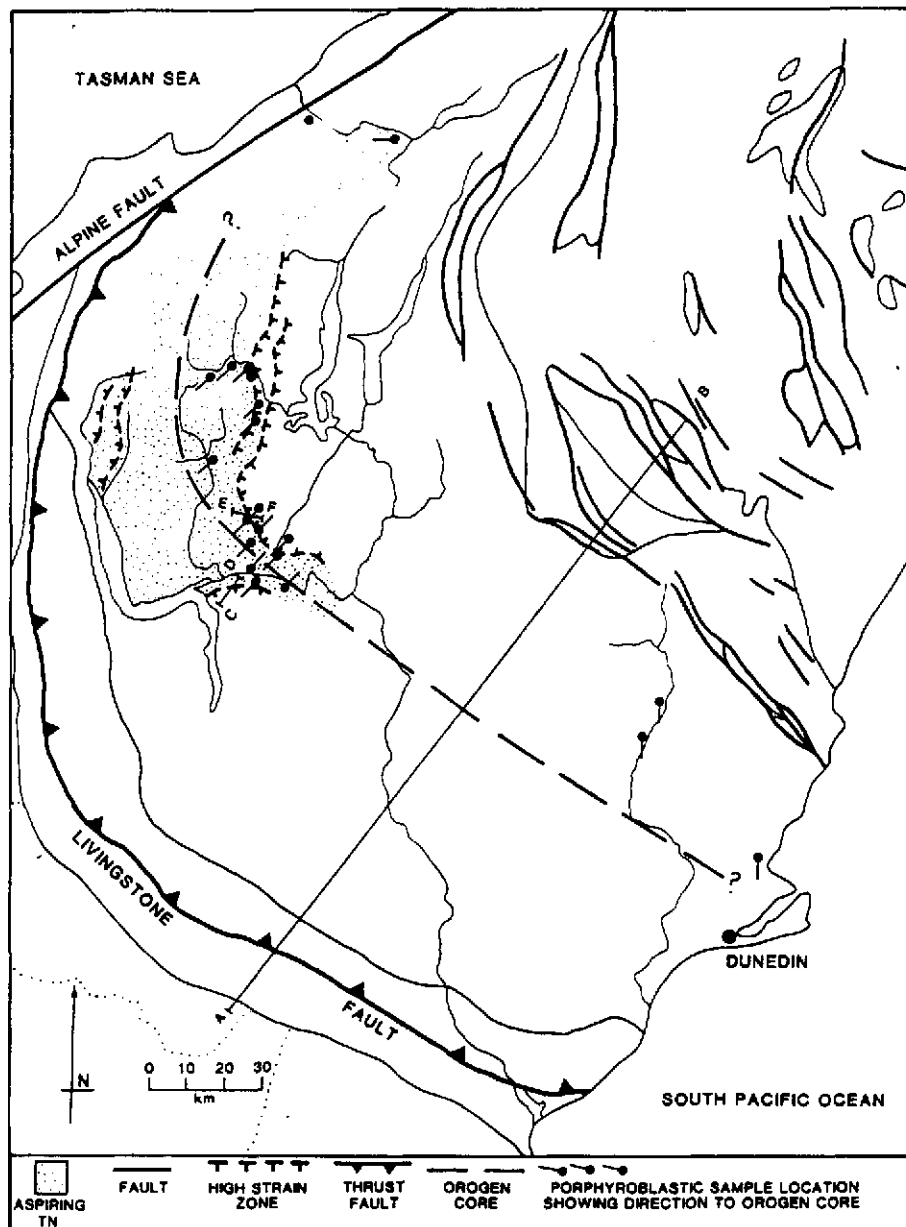 TASMAN SEA
ALPINE FAULT
?
B
E
F
D
C
LIVINGSTONE
FAULT
A
?
DUNEDIN
N
0 10 20 30
km
SOUTH PACIFIC OCEAN
ASPIRING
TN
FAULT
HIGH STRAIN
ZONE
THRUST
FAULT
OROGEN
CORE
PORPHYROBLASTIC SAMPLE LOCATION
SHOWING DIRECTION TO OROGEN CORE